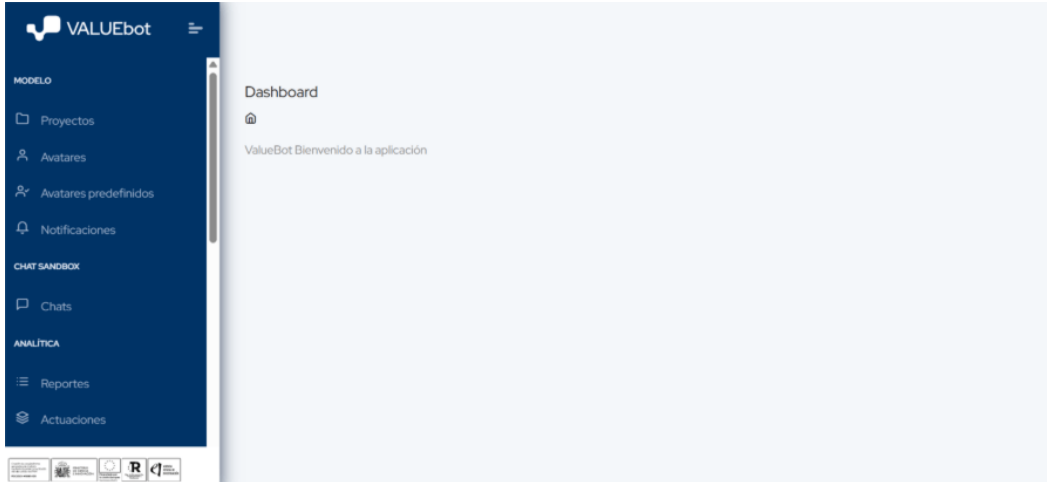 VALUEbot
MODELO
Proyectos
Avatares
Avatares predefinidos
Notificaciones
CHAT SANDBOX
Chats
ANALÍTICA
Reportes
Actuaciones
Dashboard
ValueBot Bienvenido a la aplicación
R